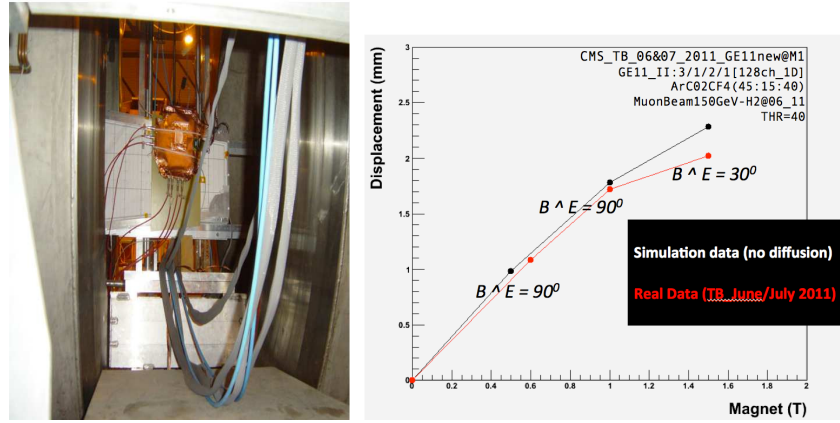 CMS_TB_06&07_2011_GE11new@M1
GE11_II:3/1/2/1[128ch_1D]
ArCO2CF4(45:15:40)
MuonBeam150GeV-H2@06_11
THR=40
Displacement (mm)
3
2.5
2
1.5
1
0.5
0
B ^ E = 30⁰
B ^ E = 90⁰
B ^ E = 90⁰
Simulation data (no diffusion)
Real Data (TB June/July 2011)
0.2 0.4 0.6 0.8 1 1.2 1.4 1.6 1.8 2
Magnet (T)